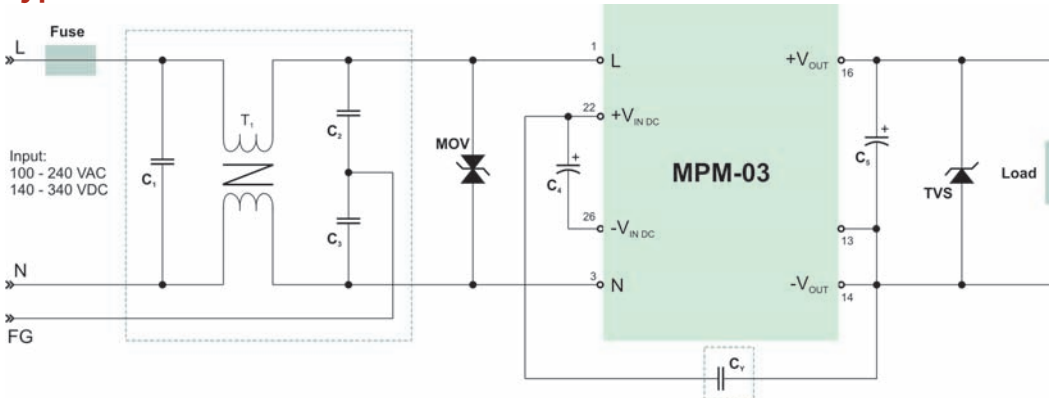 Fuse
L
T1
C1
C2
C3
Input:
100 - 240 VAC
140 - 340 VDC
N
FG
MOV
C4
1
L
22
+VIN DC
26
-VIN DC
3
N
MPM-03
+VOUT
16
13
-VOUT
14
C5
TVS
Load
CY